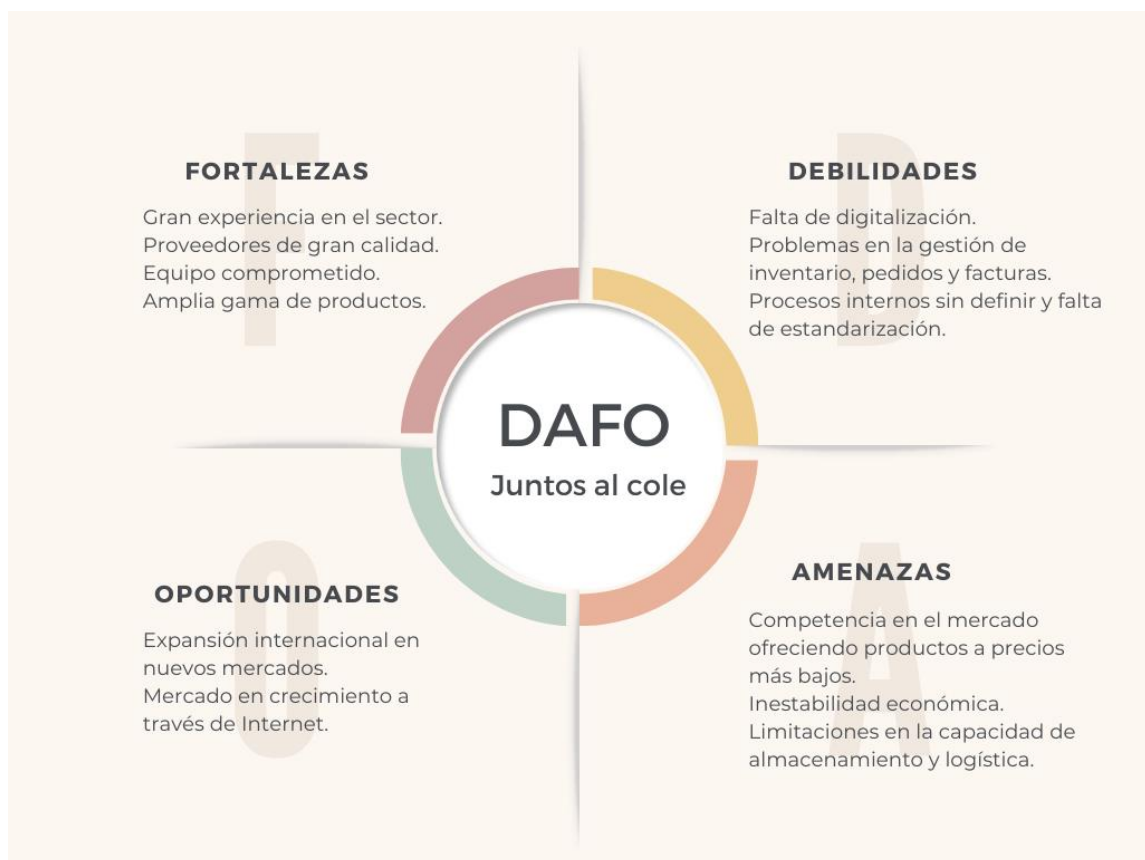 F
FORTALEZAS
Gran experiencia en el sector.
Proveedores de gran calidad.
Equipo comprometido.
Amplia gama de productos.
D
DEBILIDADES
Falta de digitalización.
Problemas en la gestión de
inventario, pedidos y facturas.
Procesos internos sin definir y falta
de estandarización.
DAFO
Juntos al cole
O
OPORTUNIDADES
Expansión internacional en
nuevos mercados.
Mercado en crecimiento a
través de Internet.
A
AMENAZAS
Competencia en el mercado
ofreciendo productos a precios
más bajos.
Inestabilidad económica.
Limitaciones en la capacidad de
almacenamiento y logística.